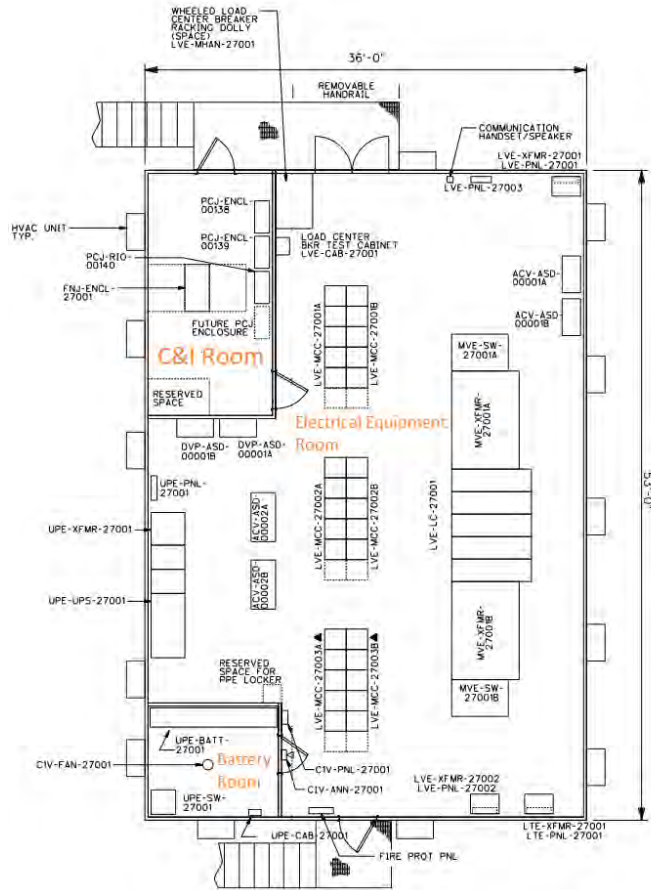 WHEELED LOAD
CENTER BREAKER
RACKING DOLLY
(SPACE)
LVE-MHAN-27001
36'-0"
REMOVABLE
HANDRAIL
COMMUNICATION
HANDSET/SPEAKER
LVE-XFMR-27001
LVE-PNL-27001
LVE-PNL-27003
HVAC UNIT
TYP.
PCJ-ENCL-
00138
PCJ-ENCL-
00139
PCJ-RIO-
00140
FNJ-ENCL-
27001
LOAD CENTER
BKR TEST CABINET
LVE-CAB-27001
ACV-ASD-
00001A
ACV-ASD-
00001B
FUTURE PCJ
ENCLOSURE
C&I Room
RESERVED
SPACE
LVE-MCC-27001A
LVE-MCC-27001B
MVE-SW-
27001A
MVE-XFMR-
27001A
Electrical Equipment
Room
DVP-ASD-
00001B
DVP-ASD-
00001A
UPE-PNL-
27001
UPE-XFMR-27001
ACV-ASD-
00002A
LVE-MCC-27002A
LVE-MCC-27002B
LVE-LC-27001
53'-0"
UPE-UPS-27001
ACV-ASD-
00002B
MVE-XFMR-
27001B
RESERVED
SPACE FOR
PPE LOCKER
LVE-MCC-27003A
LVE-MCC-27003B
MVE-SW-
27001B
UPE-BATT-
27001
C1V-FAN-27001
Battery
Room
C1V-PNL-27001
C1V-ANN-27001
UPE-SW-
27001
UPE-CAB-27001
LVE-XFMR-27002
LVE-PNL-27002
LTE-XFMR-27001
LTE-PNL-27001
FIRE PROT PNL